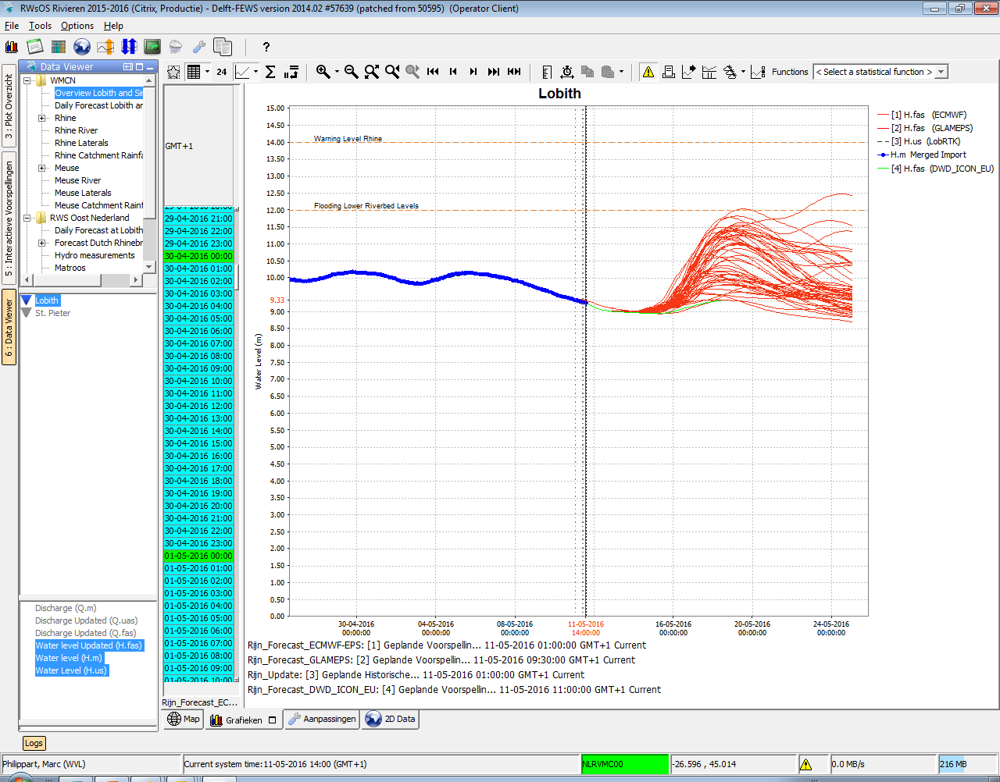 RWsOS Rivieren 2015-2016 (Citrix, Productie) - Delft-FEWS version 2014.02 #57639 (patched from 50595)  (Operator Client)
File Tools Options Help
?
3 : Plot Overzicht
5 : Interactieve Voorspellingen
6 : Data Viewer
Data Viewer
WMCN
Overview Lobith and Sin
Daily Forecast Lobith an
Rhine
Rhine River
Rhine Laterals
Rhine Catchment Rainfa
Meuse
Meuse River
Meuse Laterals
Meuse Catchment Rainf
RWS Oost Nederland
Daily Forecast at Lobith
Forecast Dutch Rhinebr
Hydro measurements
Matroos
Lobith
St. Pieter
Discharge (Q.m)
Discharge Updated (Q.uas)
Discharge Updated (Q.fas)
Water level Updated (H.fas)
Water level (H.m)
Water Level (H.us)
24
Functions
< Select a statistical function >
GMT+1
29-04-2016 20:00
29-04-2016 21:00
29-04-2016 22:00
29-04-2016 23:00
30-04-2016 00:00
30-04-2016 01:00
30-04-2016 02:00
30-04-2016 03:00
30-04-2016 04:00
30-04-2016 05:00
30-04-2016 06:00
30-04-2016 07:00
30-04-2016 08:00
30-04-2016 09:00
30-04-2016 10:00
30-04-2016 11:00
30-04-2016 12:00
30-04-2016 13:00
30-04-2016 14:00
30-04-2016 15:00
30-04-2016 16:00
30-04-2016 17:00
30-04-2016 18:00
30-04-2016 19:00
30-04-2016 20:00
30-04-2016 21:00
30-04-2016 22:00
30-04-2016 23:00
01-05-2016 00:00
01-05-2016 01:00
01-05-2016 02:00
01-05-2016 03:00
01-05-2016 04:00
01-05-2016 05:00
01-05-2016 06:00
01-05-2016 07:00
01-05-2016 08:00
01-05-2016 09:00
01-05-2016 10:00
Rijn_Forecast_EC...
Lobith
Water Level (m)
15.00
14.50
14.00
13.50
13.00
12.50
12.00
11.50
11.00
10.50
10.00
9.33
9.00
8.50
8.00
7.50
7.00
6.50
6.00
5.50
5.00
4.50
4.00
3.50
3.00
2.50
2.00
1.50
1.00
0.50
0.00
Warning Level Rhine
Flooding Lower Riverbed Levels
30-04-2016 00:00:00
04-05-2016 00:00:00
08-05-2016 00:00:00
11-05-2016 14:00:00
16-05-2016 00:00:00
20-05-2016 00:00:00
24-05-2016 00:00:00
[1] H.fas (ECMWF)
[2] H.fas (GLAMEPS)
[3] H.us (LobRTK)
H.m Merged Import
[4] H.fas (DWD_ICON_EU)
Rijn_Forecast_ECMWF-EPS: [1] Geplande Voorspellin... 11-05-2016 01:00:00 GMT+1 Current
Rijn_Forecast_GLAMEPS: [2] Geplande Voorspellin... 11-05-2016 09:30:00 GMT+1 Current
Rijn_Update: [3] Geplande Historische... 11-05-2016 01:00:00 GMT+1 Current
Rijn_Forecast_DWD_ICON_EU: [4] Geplande Voorspellin... 11-05-2016 11:00:00 GMT+1 Current
Map Grafieken Aanpassingen 2D Data
Logs
Philippart, Marc (WVL) Current system time:11-05-2016 14:00 (GMT+1) NLRVMC00 -26.596 , 45.014 0.0 MB/s 216 MB